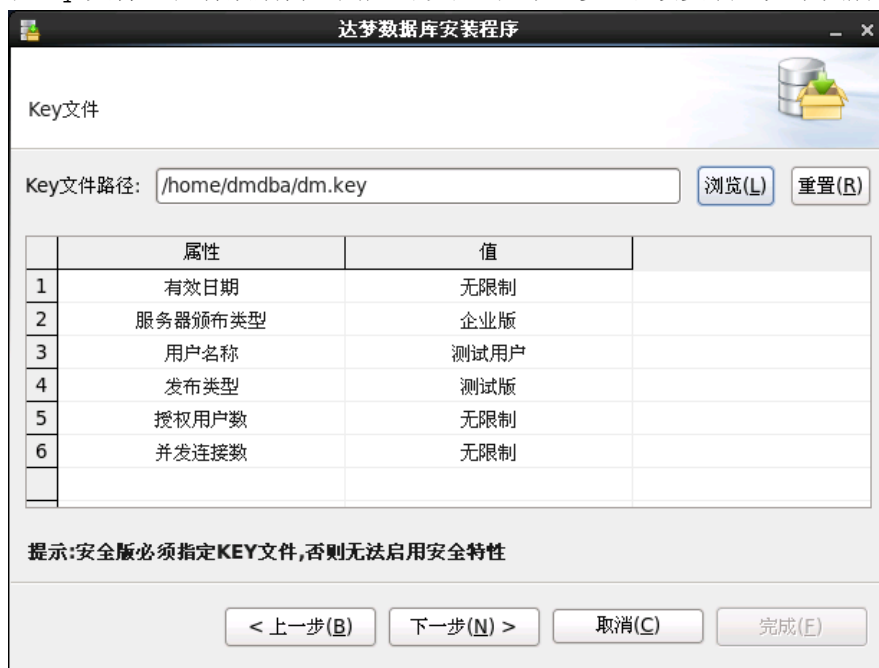 达梦数据库安装程序
Key文件
Key文件路径: /home/dmdba/dm.key 浏览(L) 重置(R)
属性 值
1 有效日期 无限制
2 服务器颁布类型 企业版
3 用户名称 测试用户
4 发布类型 测试版
5 授权用户数 无限制
6 并发连接数 无限制
提示:安全版必须指定KEY文件,否则无法启用安全特性
< 上一步(B) 下一步(N) > 取消(C) 完成(F)